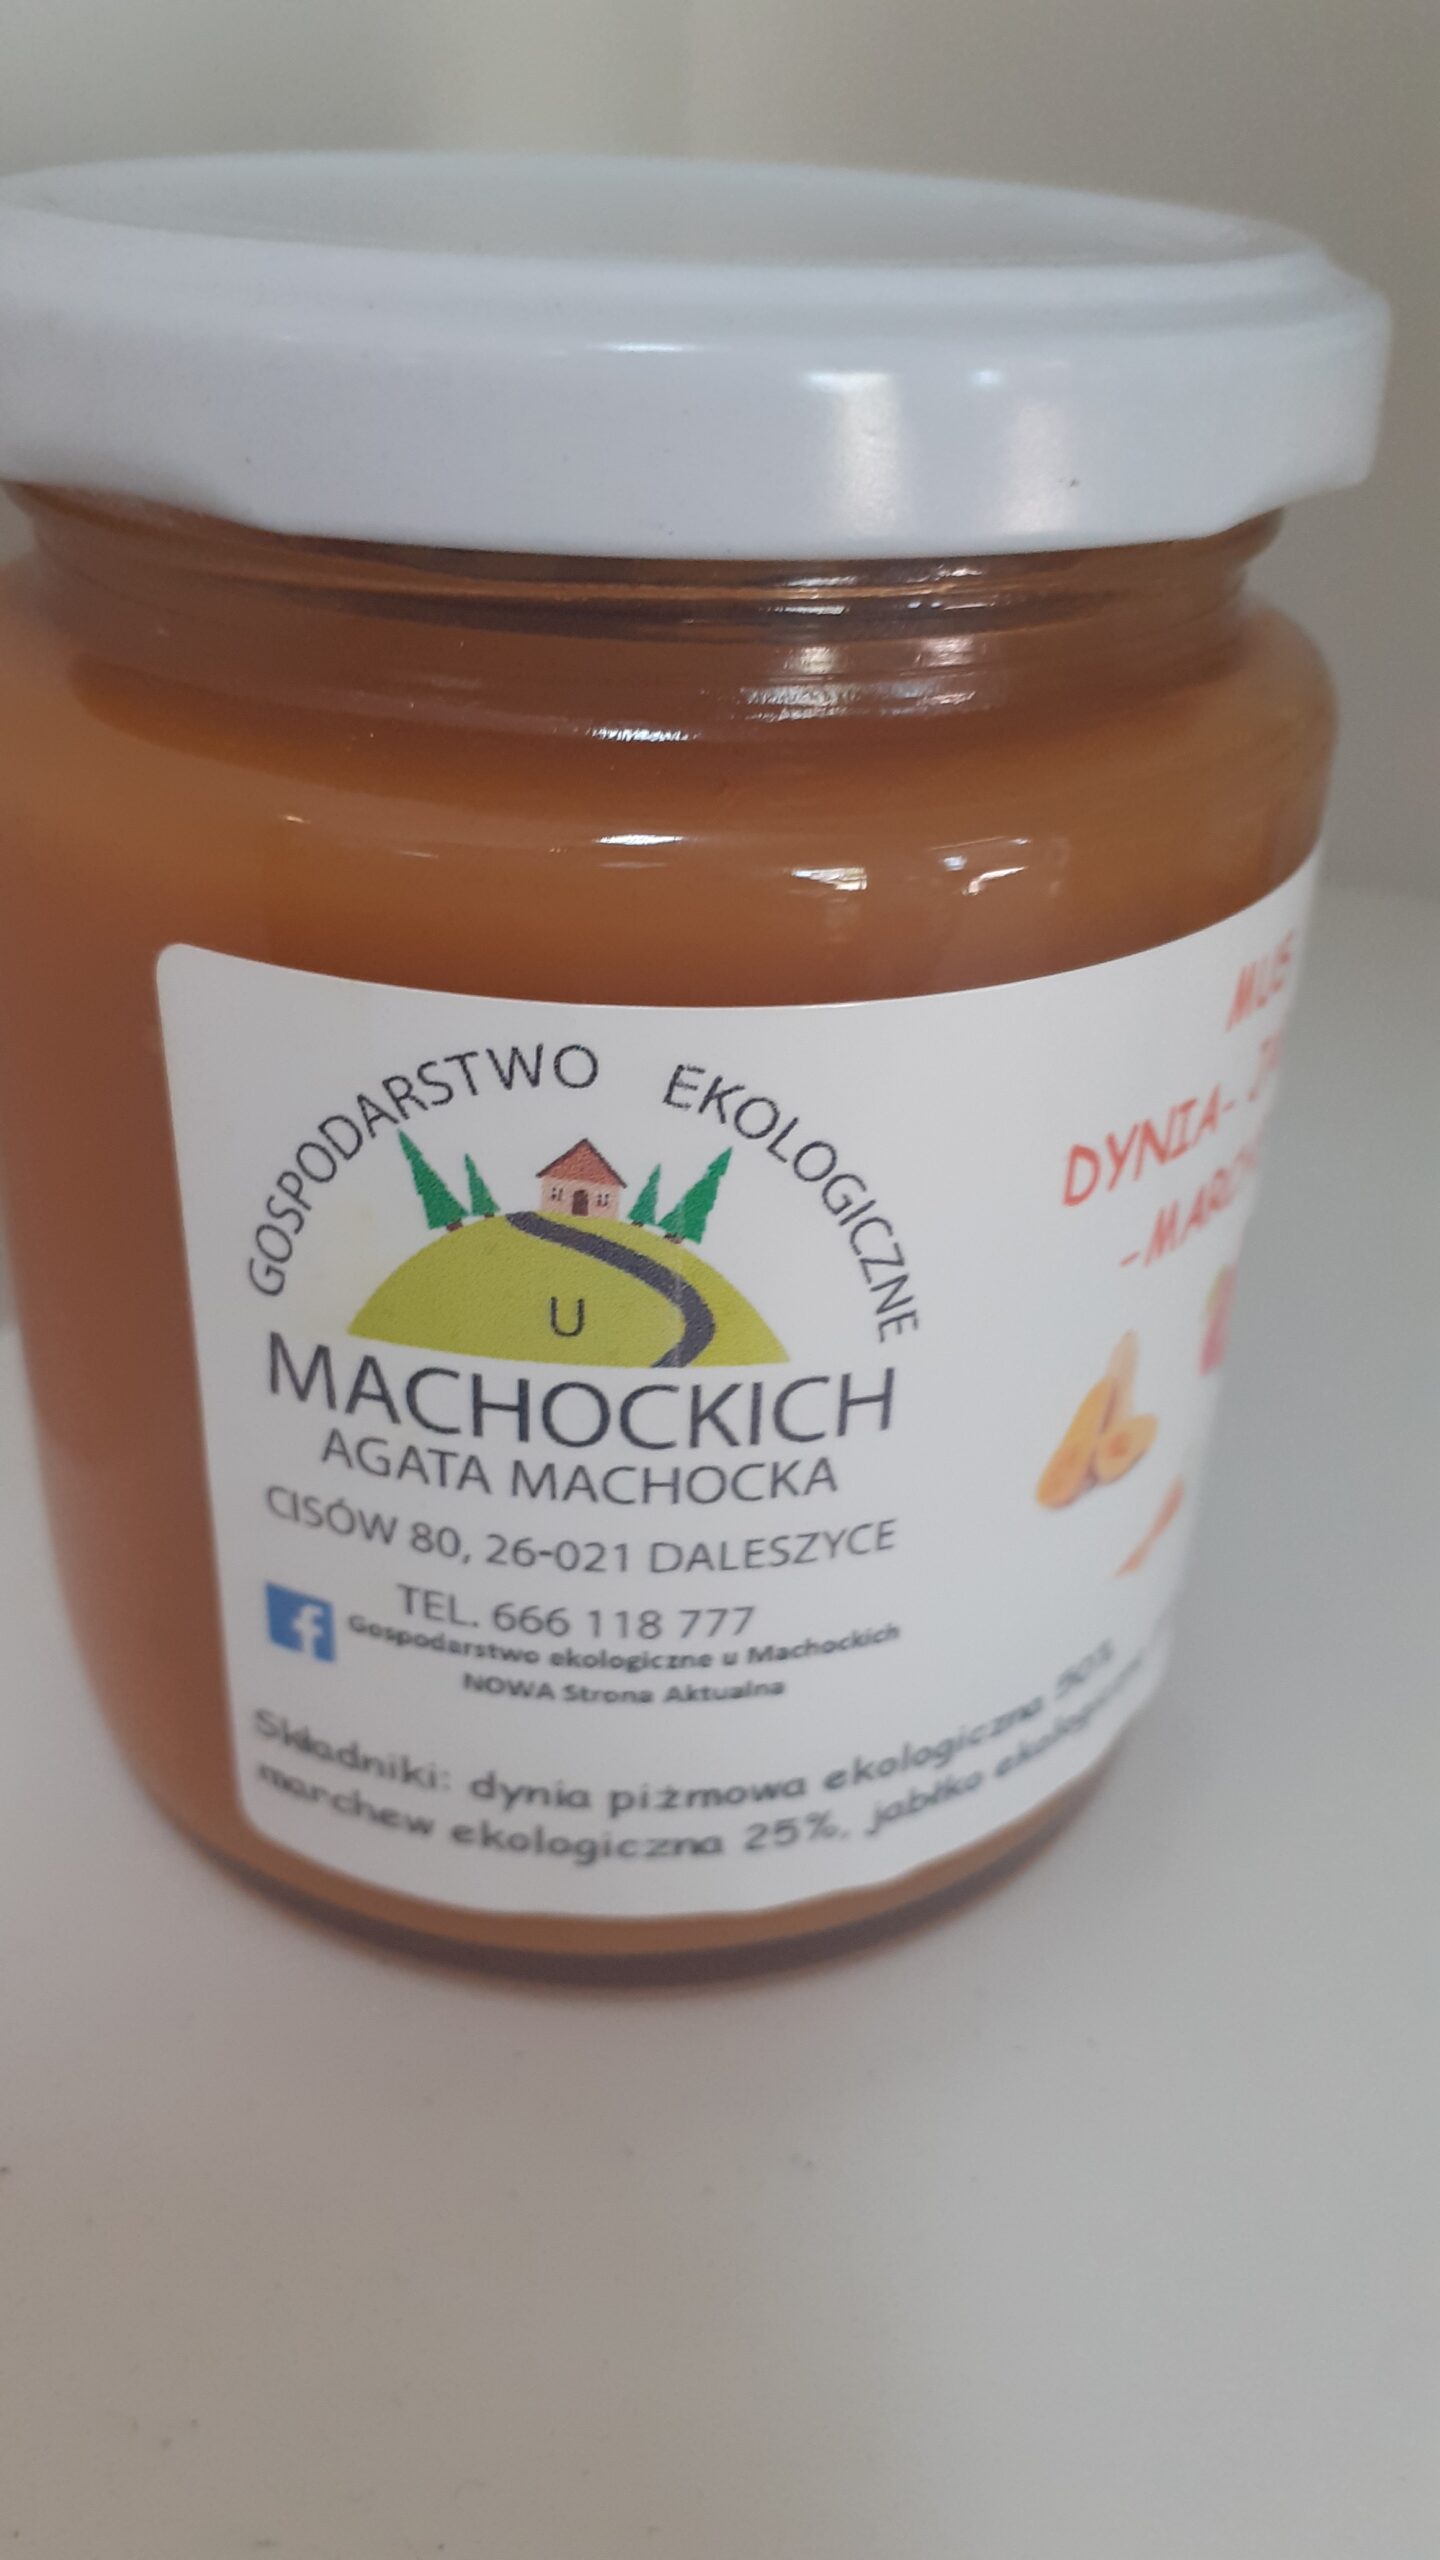 GOSPODARSTWO EKOLOGICZNE
U
MACHOCKICH
AGATA MACHOCKA
CISÓW 80, 26-021 DALESZYCE
TEL. 666 118 777
f
Gospodarstwo ekologiczne u Machockich
NOWA Strona Aktualna
Składniki: dynia piżmowa ekologiczna 50%
marchew ekologiczna 25%, jabłko
DYNIA-